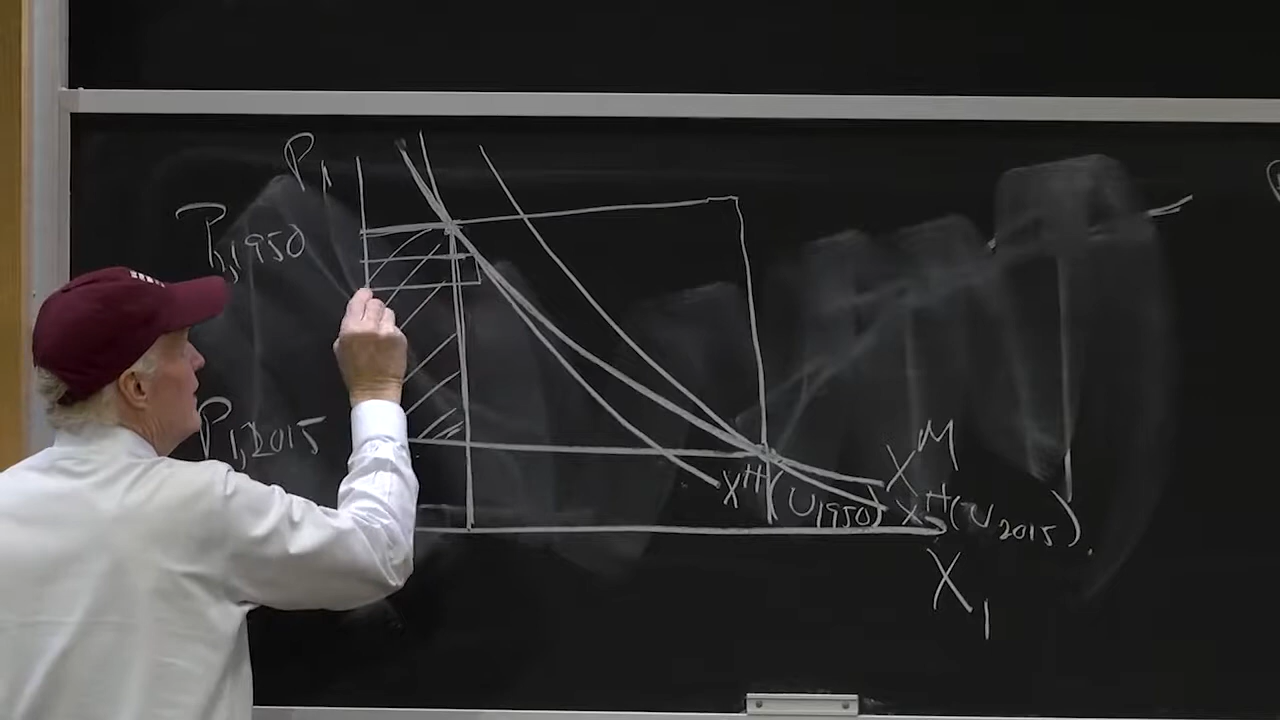 P₁
P₁,1950
P₁,2015
Xᴹ
Xᴴ(U₁₉₅₀)
Xᴴ(U₂₀₁₅).
X₁